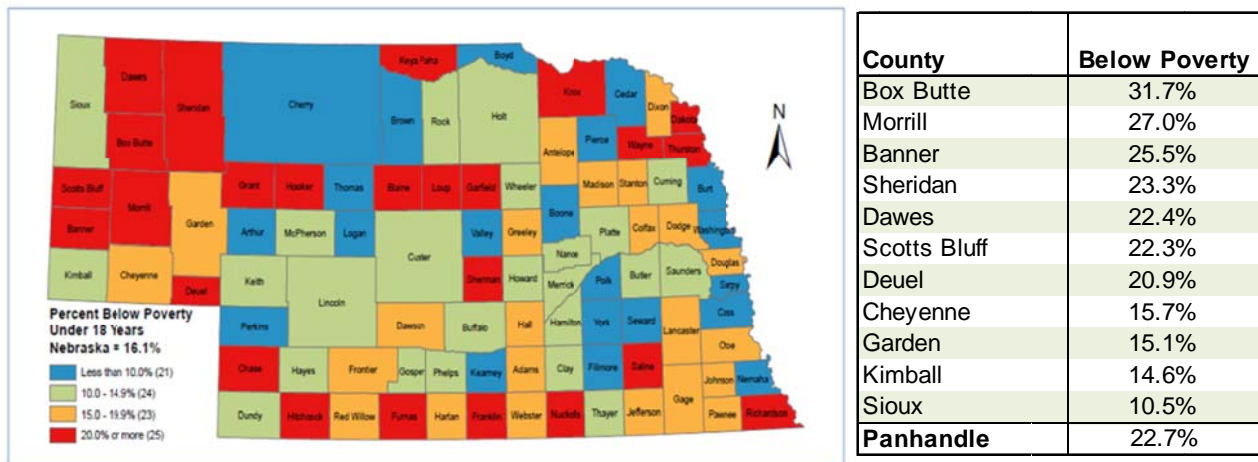 Keya Paha
Boyd
Dawes
Knox
Cedar
Sioux
Sheridan
Cherry
Holt
Dixon
Brown
Rock
Dakota
N
Box Butte
Antelope
Pierce
Wayne
Thurston
Scotts Bluff
Morrill
Garden
Grant
Hooker
Thomas
Blaine
Loup
Garfield
Wheeler
Madison
Stanton
Cuming
Burt
Banner
Arthur
McPherson
Logan
Custer
Valley
Greeley
Boone
Platte
Colfax
Dodge
Washington
Kimball
Cheyenne
Deuel
Keith
Lincoln
Sherman
Howard
Nance
Merrick
Polk
Butler
Saunders
Douglas
Sarpy
Perkins
Dawson
Buffalo
Hall
Hamilton
York
Seward
Lancaster
Cass
Otoe
Chase
Hayes
Frontier
Gosper
Phelps
Kearney
Adams
Clay
Fillmore
Saline
Johnson
Nemaha
Dundy
Hitchcock
Red Willow
Furnas
Harlan
Franklin
Webster
Nuckolls
Thayer
Jefferson
Gage
Pawnee
Richardson
Percent Below Poverty
Under 18 Years
Nebraska = 16.1%
Less than 10.0% (21)
10.0 - 14.9% (24)
15.0 - 19.9% (23)
20.0% or more (25)
County Below Poverty
Box Butte 31.7%
Morrill 27.0%
Banner 25.5%
Sheridan 23.3%
Dawes 22.4%
Scotts Bluff 22.3%
Deuel 20.9%
Cheyenne 15.7%
Garden 15.1%
Kimball 14.6%
Sioux 10.5%
Panhandle 22.7%